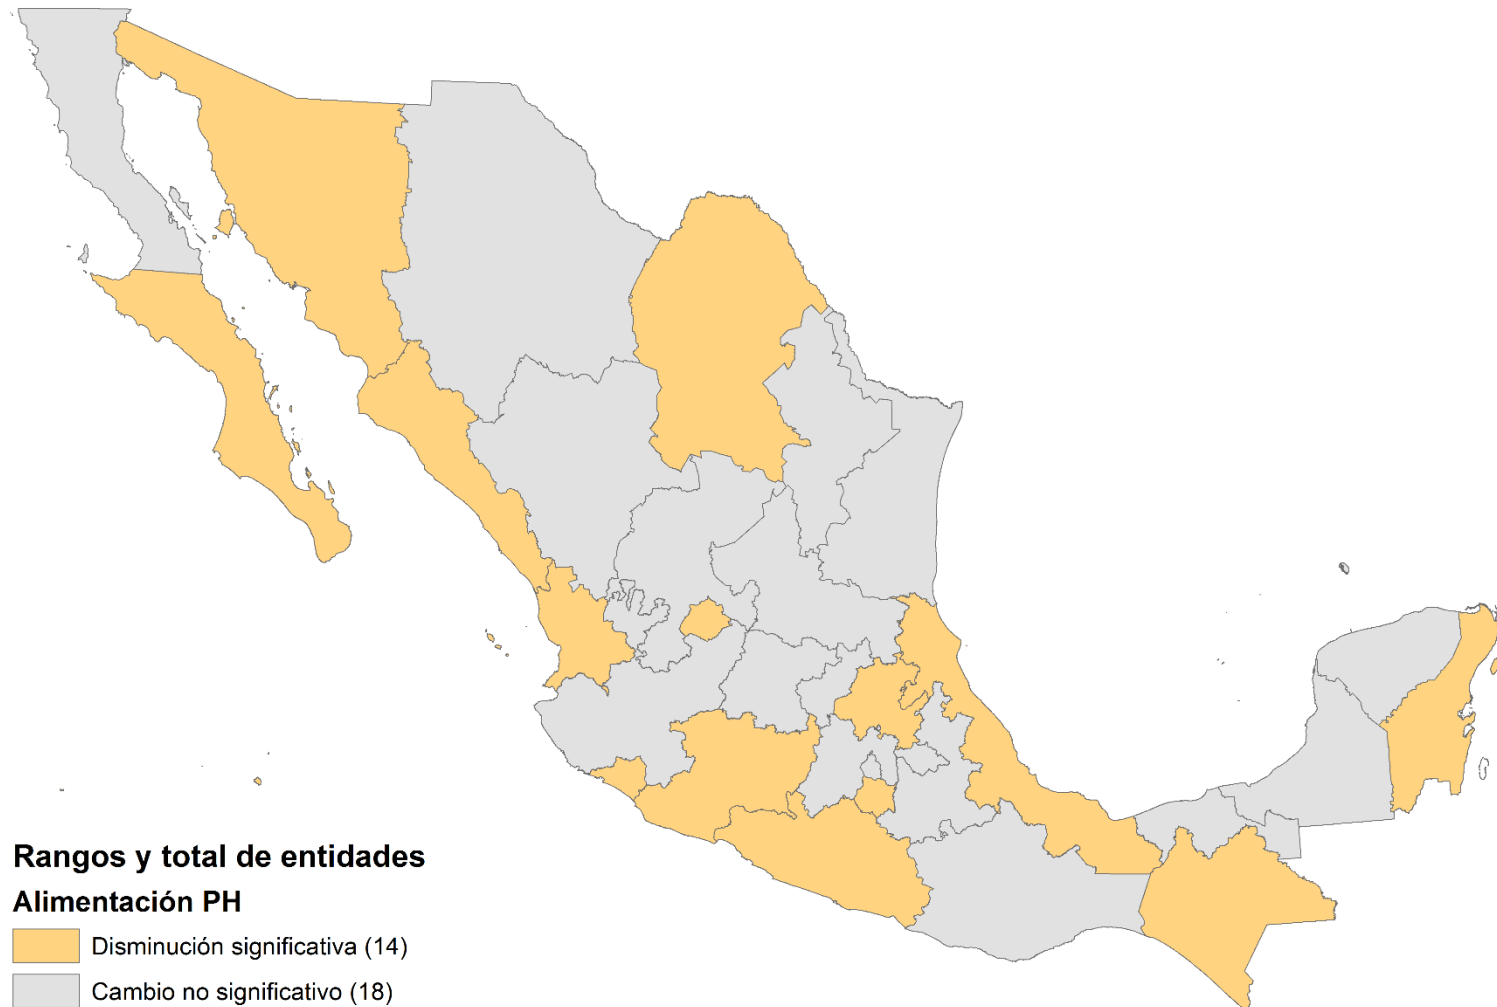 Rangos y total de entidades
Alimentación PH
Disminución significativa (14)
Cambio no significativo (18)